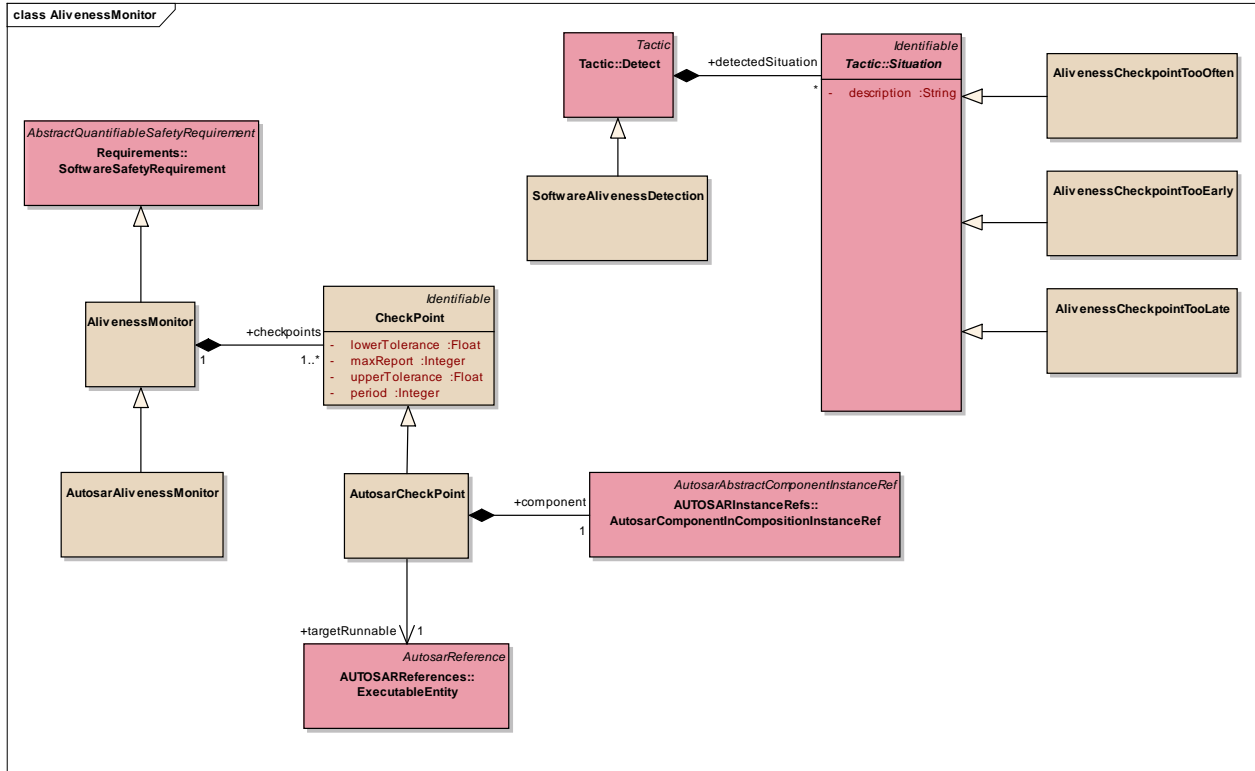 class AlivenessMonitor
Tactic
Tactic::Detect
+detectedSituation
*
Identifiable
Tactic::Situation
- description :String
AlivenessCheckpointTooOften
AbstractQuantifiableSafetyRequirement
Requirements::
SoftwareSafetyRequirement
SoftwareAlivenessDetection
AlivenessCheckpointTooEarly
AlivenessMonitor
1
+checkpoints
1..*
Identifiable
CheckPoint
- lowerTolerance :Float
- maxReport :Integer
- upperTolerance :Float
- period :Integer
AlivenessCheckpointTooLate
AutosarAlivenessMonitor
AutosarCheckPoint
+component
1
AutosarAbstractComponentInstanceRef
AUTOSARInstanceRefs::
AutosarComponentInCompositionInstanceRef
+targetRunnable
1
AutosarReference
AUTOSARReferences::
ExecutableEntity